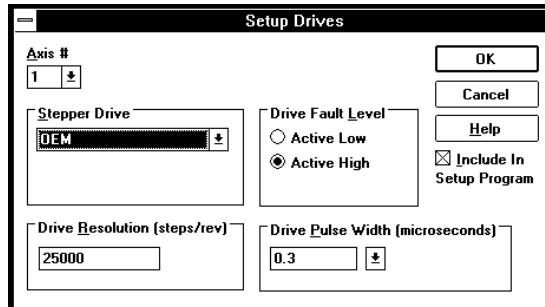 Setup Drives
Axis #
1
OK
Cancel
Help
Include In
Setup Program
Stepper Drive
OEM
Drive Fault Level
Active Low
Active High
Drive Resolution (steps/rev)
25000
Drive Pulse Width (microseconds)
0.3